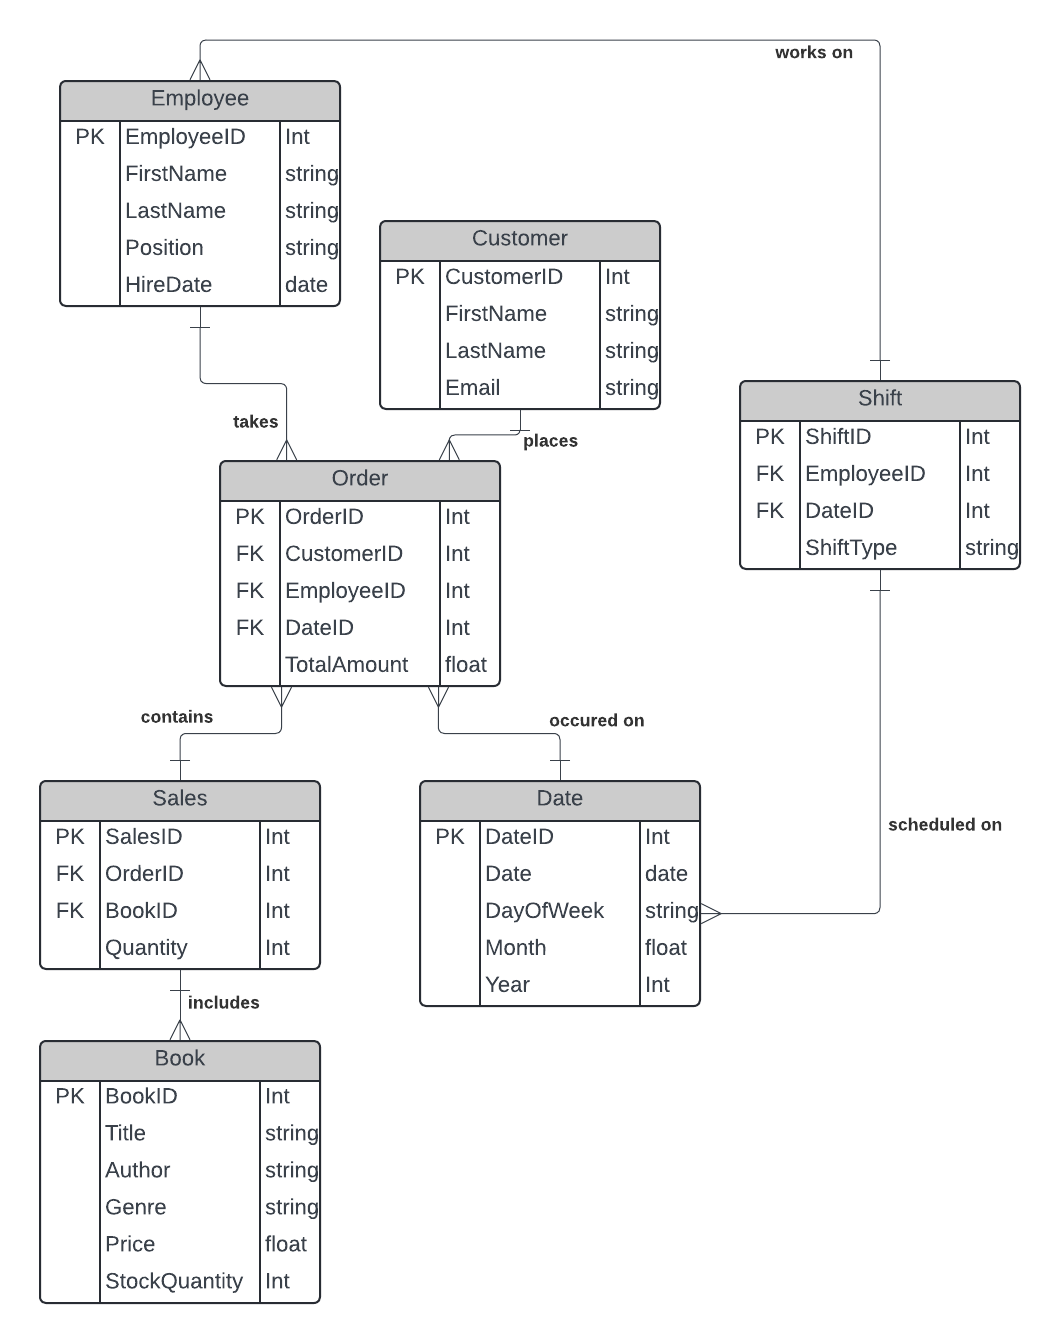 works on
Employee
PK EmployeeID Int
FirstName string
LastName string
Position string
HireDate date
Customer
PK CustomerID Int
FirstName string
LastName string
Email string
takes
places
Shift
PK ShiftID Int
FK EmployeeID Int
FK DateID Int
ShiftType string
Order
PK OrderID Int
FK CustomerID Int
FK EmployeeID Int
FK DateID Int
TotalAmount float
contains
occured on
scheduled on
Sales
PK SalesID Int
FK OrderID Int
FK BookID Int
Quantity Int
Date
PK DateID Int
Date date
DayOfWeek string
Month float
Year Int
includes
Book
PK BookID Int
Title string
Author string
Genre string
Price float
StockQuantity Int